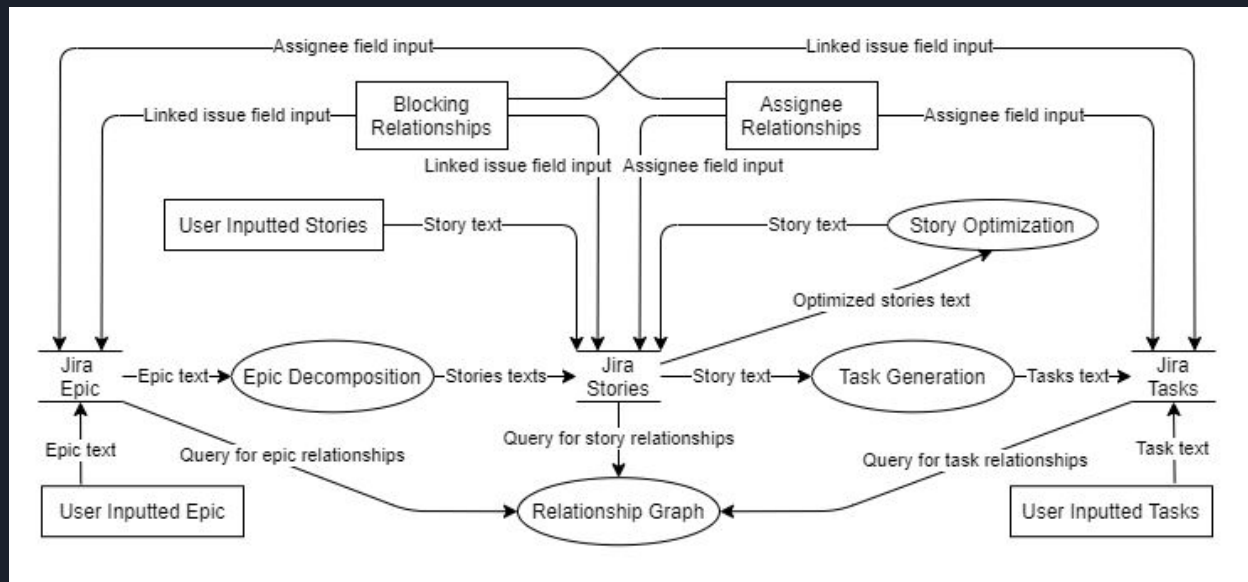 Assignee field input
Linked issue field input
Blocking
Relationships
Assignee
Relationships
Linked issue field input
Assignee field input
Linked issue field input
Assignee field input
User Inputted Stories
Story text
Story text
Story Optimization
Optimized stories text
Jira
Epic
Epic text
Epic Decomposition
Stories texts
Jira
Stories
Story text
Task Generation
Tasks text
Jira
Tasks
Epic text
Query for epic relationships
Query for story relationships
Query for task relationships
Task text
User Inputted Epic
Relationship Graph
User Inputted Tasks